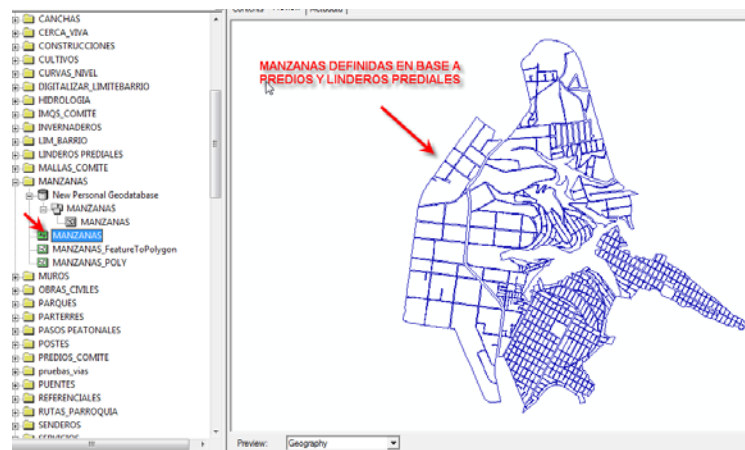 CANCHAS
CERCA_VIVA
CONSTRUCCIONES
CULTIVOS
CURVAS_NIVEL
DIGITALIZAR_LIMITEBARRIO
HIDROLOGIA
IMQS_COMITE
INVERNADEROS
LIM_BARRIO
LINDEROS PREDIALES
MALLAS_COMITE
MANZANAS
New Personal Geodatabase
MANZANAS
MANZANAS
MANZANAS
MANZANAS_FeatureToPolygon
MANZANAS_POLY
MUROS
OBRAS_CIVILES
PARQUES
PARTERRES
PASOS PEATONALES
POSTES
PREDIOS_COMITE
pruebas_vias
PUENTES
REFERENCIALES
RUTAS_PARROQUIA
SENDEROS
MANZANAS DEFINIDAS EN BASE A
PREDIOS Y LINDEROS PREDIALES
Preview: Geography